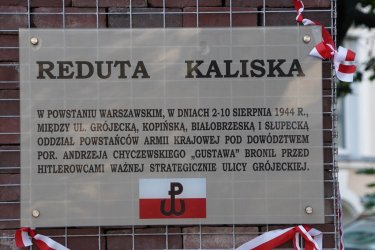 REDUTA KALISKA
W POWSTANIU WARSZAWSKIM, W DNIACH 2-10 SIERPNIA 1944 R.,
MIĘDZY UL. GRÓJECKĄ, KOPIŃSKĄ, BIAŁOBRZESKĄ I SŁUPECKĄ
ODDZIAŁ POWSTAŃCÓW ARMII KRAJOWEJ POD DOWÓDZTWEM
POR. ANDRZEJA CHYCZEWSKIEGO „GUSTAWA" BRONIŁ PRZED
HITLEROWCAMI WAŻNEJ STRATEGICZNIE ULICY GRÓJECKIEJ.